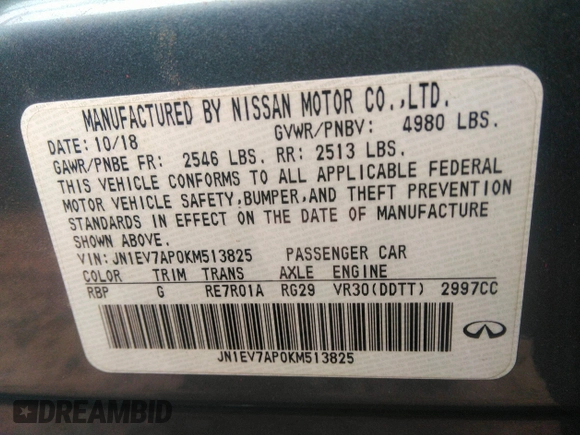 MANUFACTURED BY NISSAN MOTOR CO.,LTD.
DATE: 10/18 GVWR/PNBV: 4980 LBS.
GAWR/PNBE FR: 2546 LBS. RR: 2513 LBS.
THIS VEHICLE CONFORMS TO ALL APPLICABLE FEDERAL
MOTOR VEHICLE SAFETY,BUMPER,AND THEFT PREVENTION
STANDARDS IN EFFECT ON THE DATE OF MANUFACTURE
SHOWN ABOVE.
VIN: JN1EV7AP0KM513825 PASSENGER CAR
COLOR TRIM TRANS AXLE ENGINE
RBP G RE7R01A RG29 VR30(DDTT) 2997CC
JN1EV7AP0KM513825
DREAMBID